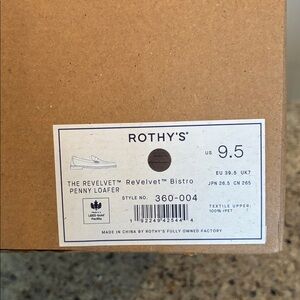 ROTHY'S®
US 9.5
EU 39.5 UK7
JPN 26.5 CN 265
THE REVELVET™ PENNY LOAFER
ReVelvet™ Bistro
STYLE NO. 360-004
TEXTILE UPPER:
100% rPET
MADE IN CHINA BY ROTHY'S FULLY OWNED FACTORY